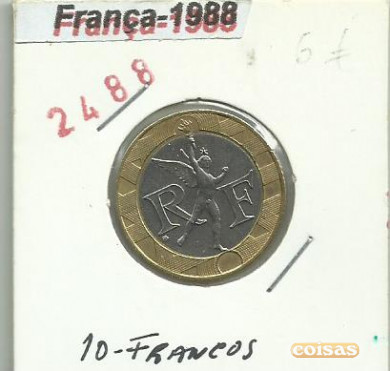 França-1988
6 €
2488
R F
10-FRANCOS
coisas